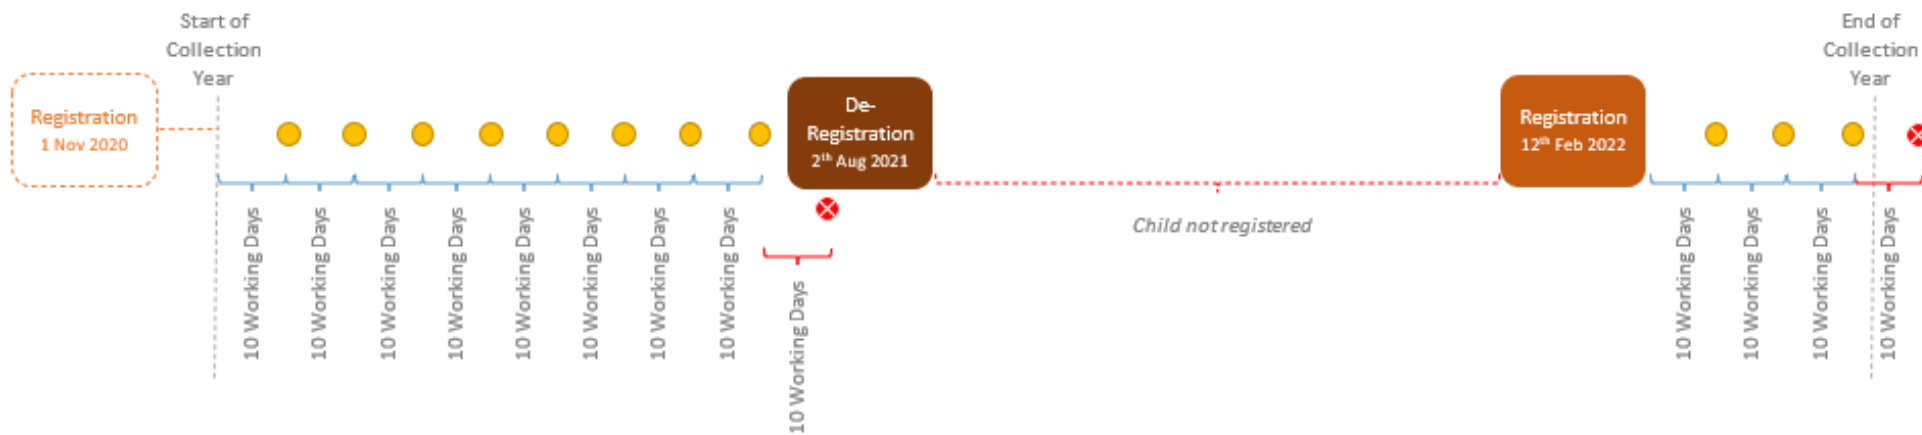 Start of
Collection
Year
End of
Collection
Year
Registration
1 Nov 2020
De-
Registration
2th Aug 2021
Registration
12th Feb 2022
Child not registered
10 Working Days
10 Working Days
10 Working Days
10 Working Days
10 Working Days
10 Working Days
10 Working Days
10 Working Days
10 Working Days
10 Working Days
10 Working Days
10 Working Days
10 Working Days